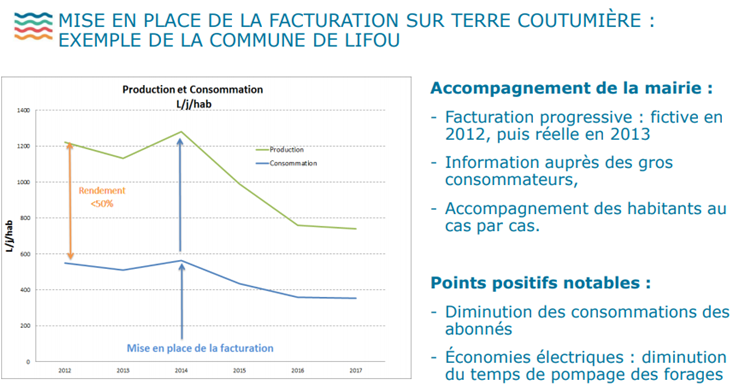 MISE EN PLACE DE LA FACTURATION SUR TERRE COUTUMIÈRE :
EXEMPLE DE LA COMMUNE DE LIFOU
Production et Consommation
L/j/hab
1400
1200
1000
800
600
400
200
0
L/j/hab
Production
Consommation
Rendement
<50%
Mise en place de la facturation
2012
2013
2014
2015
2016
2017
Accompagnement de la mairie :
- Facturation progressive : fictive en
2012, puis réelle en 2013
- Information auprès des gros
consommateurs,
- Accompagnement des habitants au
cas par cas.
Points positifs notables :
- Diminution des consommations des
abonnés
- Économies électriques : diminution
du temps de pompage des forages